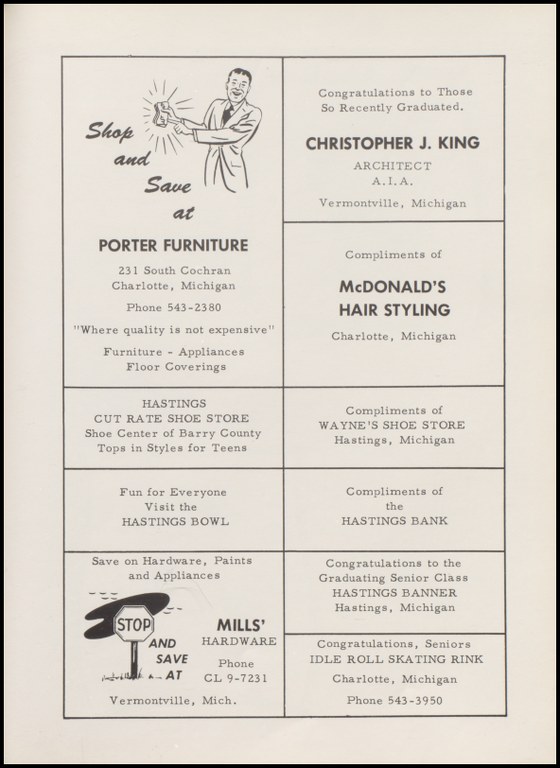 Shop
and
Save
at
PORTER FURNITURE
231 South Cochran
Charlotte, Michigan
Phone 543-2380
"Where quality is not expensive"
Furniture - Appliances
Floor Coverings
Congratulations to Those
So Recently Graduated.
CHRISTOPHER J. KING
ARCHITECT
A.I.A.
Vermontville, Michigan
Compliments of
McDONALD'S
HAIR STYLING
Charlotte, Michigan
HASTINGS
CUT RATE SHOE STORE
Shoe Center of Barry County
Tops in Styles for Teens
Compliments of
WAYNE'S SHOE STORE
Hastings, Michigan
Fun for Everyone
Visit the
HASTINGS BOWL
Compliments of
the
HASTINGS BANK
Save on Hardware, Paints
and Appliances
STOP
AND
SAVE
AT
MILLS'
HARDWARE
Phone
CL 9-7231
Vermontville, Mich.
Congratulations to the
Graduating Senior Class
HASTINGS BANNER
Hastings, Michigan
Congratulations, Seniors
IDLE ROLL SKATING RINK
Charlotte, Michigan
Phone 543-3950